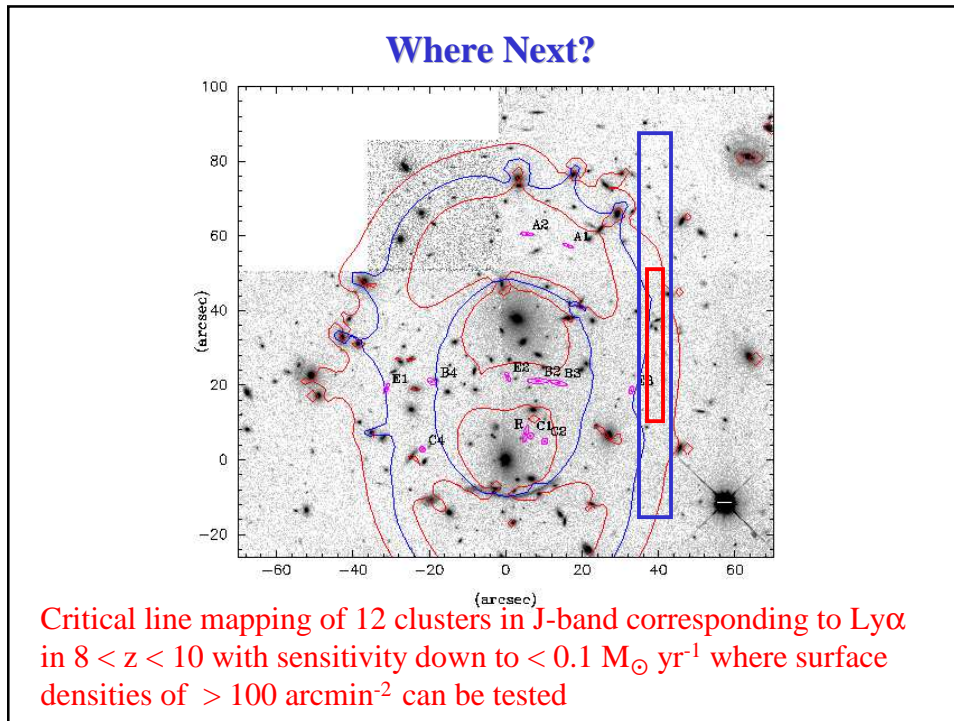 Where Next?
100
80
60
40
20
0
−20
(arcsec)
A2
A1
E1
B4
E2
B2
B3
R
C1
C2
C4
−60
−40
−20
0
20
40
60
(arcsec)
Critical line mapping of 12 clusters in J-band corresponding to Lyα
in 8 < z < 10 with sensitivity down to < 0.1 M☉ yr-1 where surface
densities of > 100 arcmin-2 can be tested